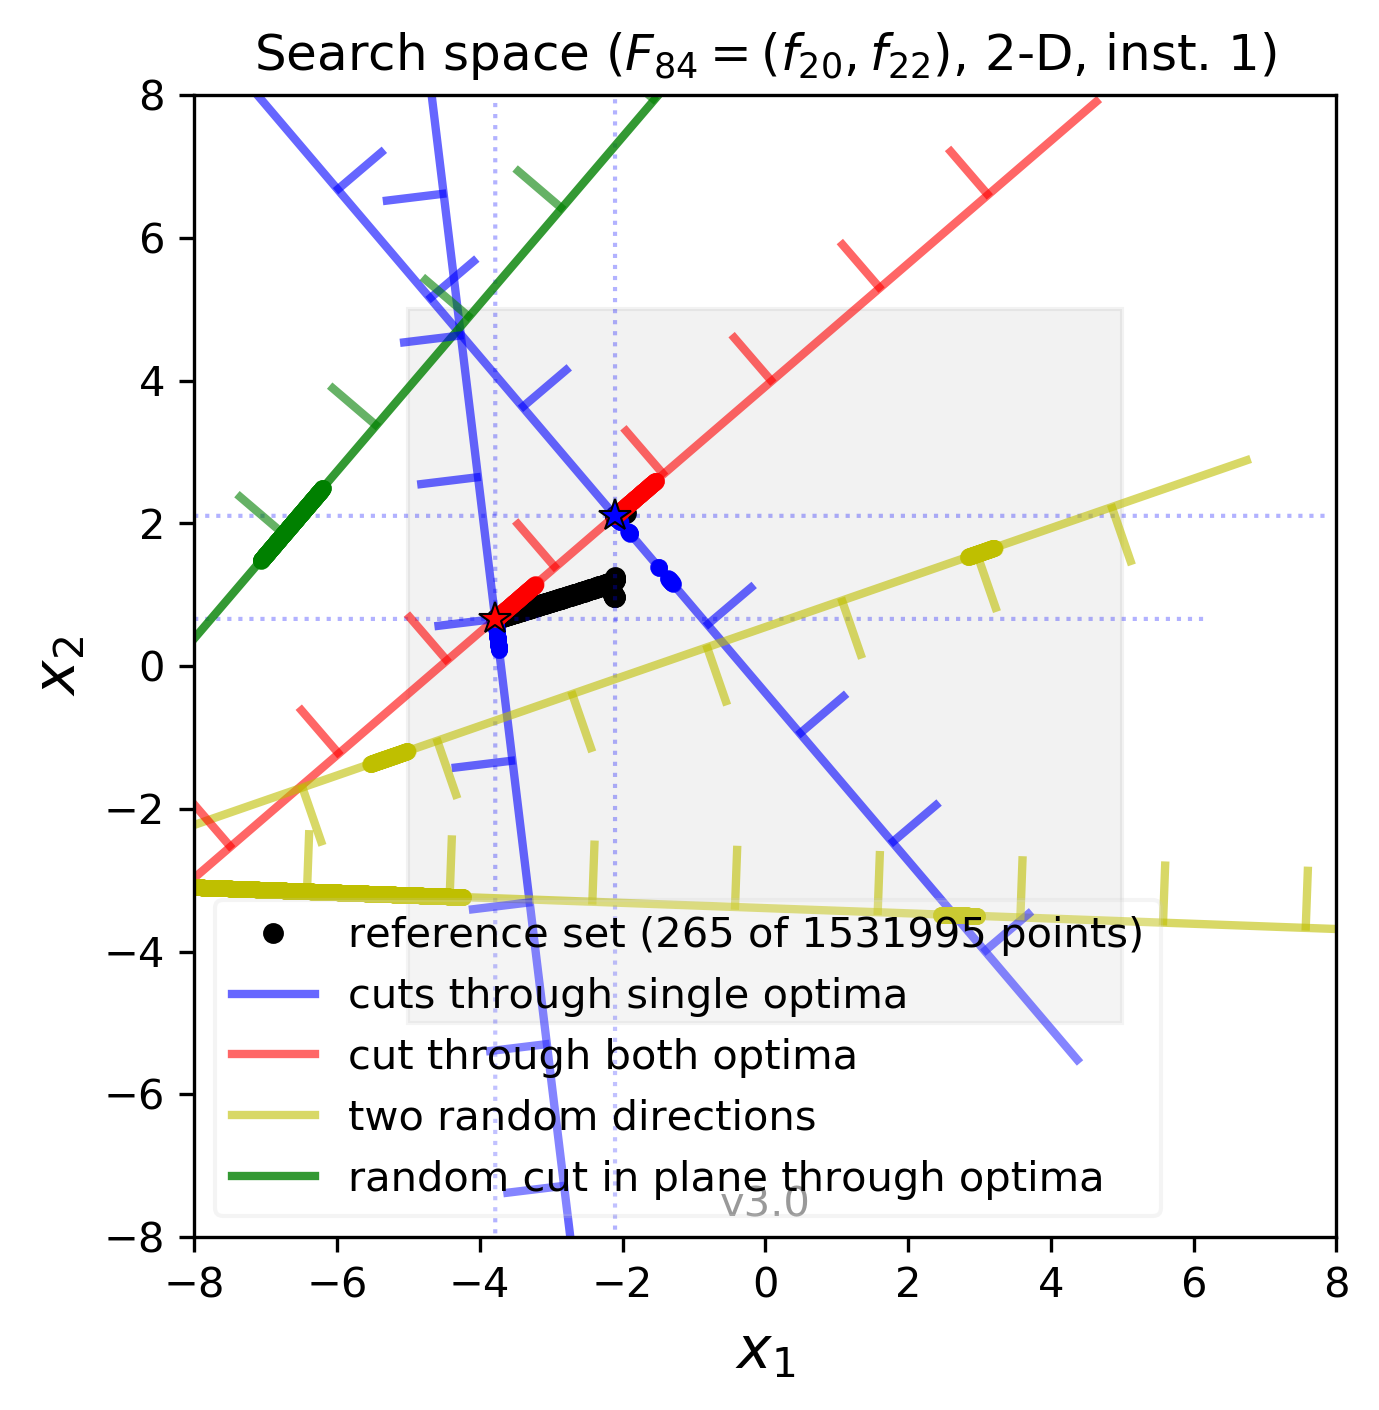 Search space (F84 = (f20, f22), 2-D, inst. 1)
8
6
4
2
0
−2
−4
−6
−8
x2
reference set (265 of 1531995 points)
cuts through single optima
cut through both optima
two random directions
random cut in plane through optima
v3.0
−8 −6 −4 −2 0 2 4 6 8
x1